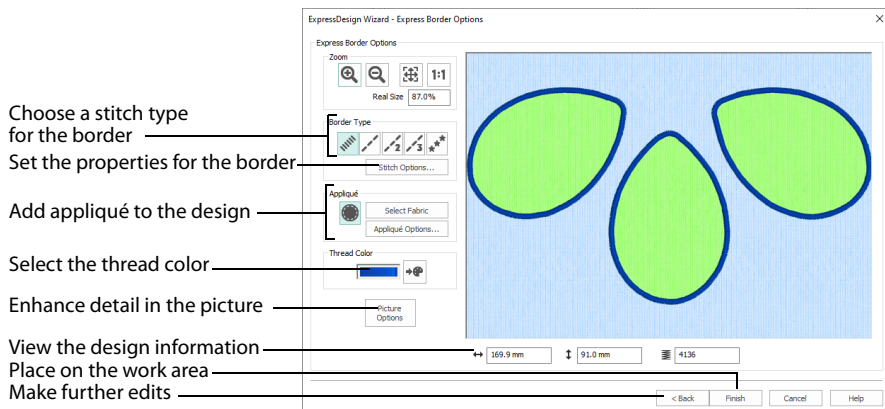 ExpressDesign Wizard - Express Border Options
Express Border Options
Zoom
1:1
Real Size 87.0%
Choose a stitch type
for the border
Border Type
2 3
Set the properties for the border
Stitch Options...
Appliqué
Add appliqué to the design
Select Fabric
Appliqué Options...
Thread Color
Select the thread color
Enhance detail in the picture
Picture
Options
View the design information
169.9 mm 91.0 mm 4136
Place on the work area
Make further edits
< Back Finish Cancel Help